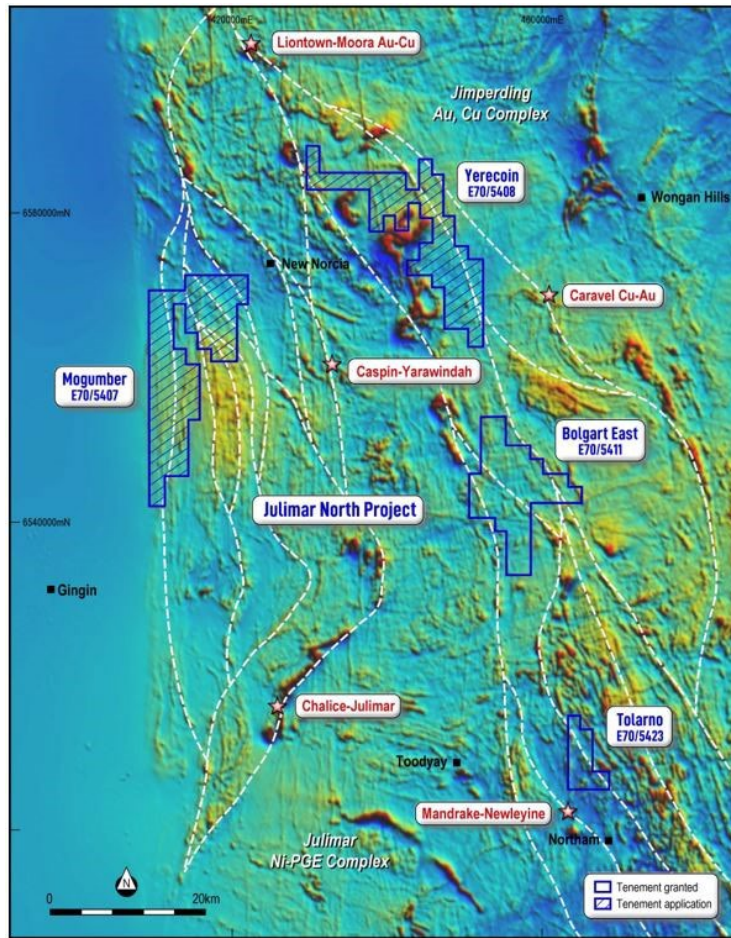 420000mE
460000mE
Liontown-Moora Au-Cu
Jimperding
Au, Cu Complex
Yerecoin
E70/5408
Wongan Hills
6580000mN
New Norcia
Caravel Cu-Au
Caspin-Yarawindah
Mogumber
E70/5407
Bolgart East
E70/5411
Julimar North Project
6540000mN
Gingin
Chalice-Julimar
Tolarno
E70/5423
Toodyay
Mandrake-Newleyine
Northam
Julimar
Ni-PGE Complex
N
0
20km
Tenement granted
Tenement application